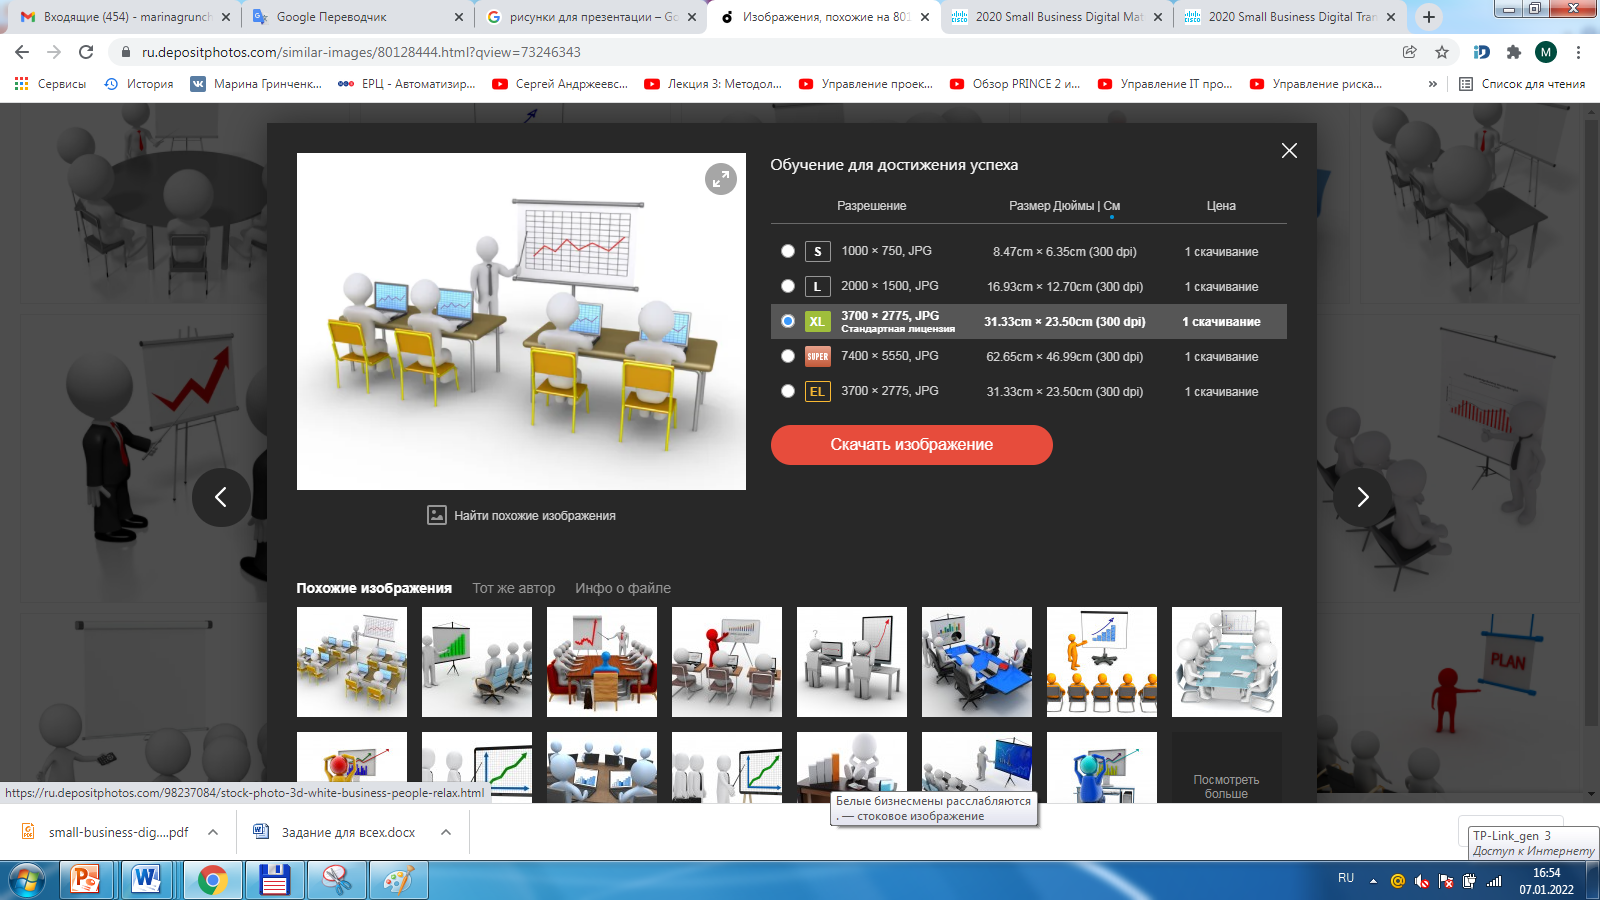 Входящие (454) - marinagrunch
Google Переводчик
рисунки для презентации – Go
Изображения, похожие на 801
2020 Small Business Digital Mat
2020 Small Business Digital Tran
ru.depositphotos.com/similar-images/80128444.html?qview=73246343
M
Сервисы
История
Марина Гринченк...
ЕРЦ - Автоматизир...
Сергей Андржеевс...
Лекция 3: Методол...
Управление проек...
Обзор PRINCE 2 и...
Управление IT про...
Управление риска...
»
Список для чтения
Обучение для достижения успеха
Разрешение Размер Дюймы | См Цена
S 1000 × 750, JPG 8.47cm × 6.35cm (300 dpi) 1 скачивание
L 2000 × 1500, JPG 16.93cm × 12.70cm (300 dpi) 1 скачивание
XL 3700 × 2775, JPG 31.33cm × 23.50cm (300 dpi) 1 скачивание
Стандартная лицензия
SUPER 7400 × 5550, JPG 62.65cm × 46.99cm (300 dpi) 1 скачивание
EL 3700 × 2775, JPG 31.33cm × 23.50cm (300 dpi) 1 скачивание
Скачать изображение
Найти похожие изображения
Похожие изображения Тот же автор Инфо о файле
PLAN
Посмотреть
больше
https://ru.depositphotos.com/98237084/stock-photo-3d-white-business-people-relax.html
Белые бизнесмены расслабляются
. — стоковое изображение
small-business-dig....pdf
Задание для всех.docx
TP-Link_gen 3
Доступ к Интернету
RU
16:54
07.01.2022